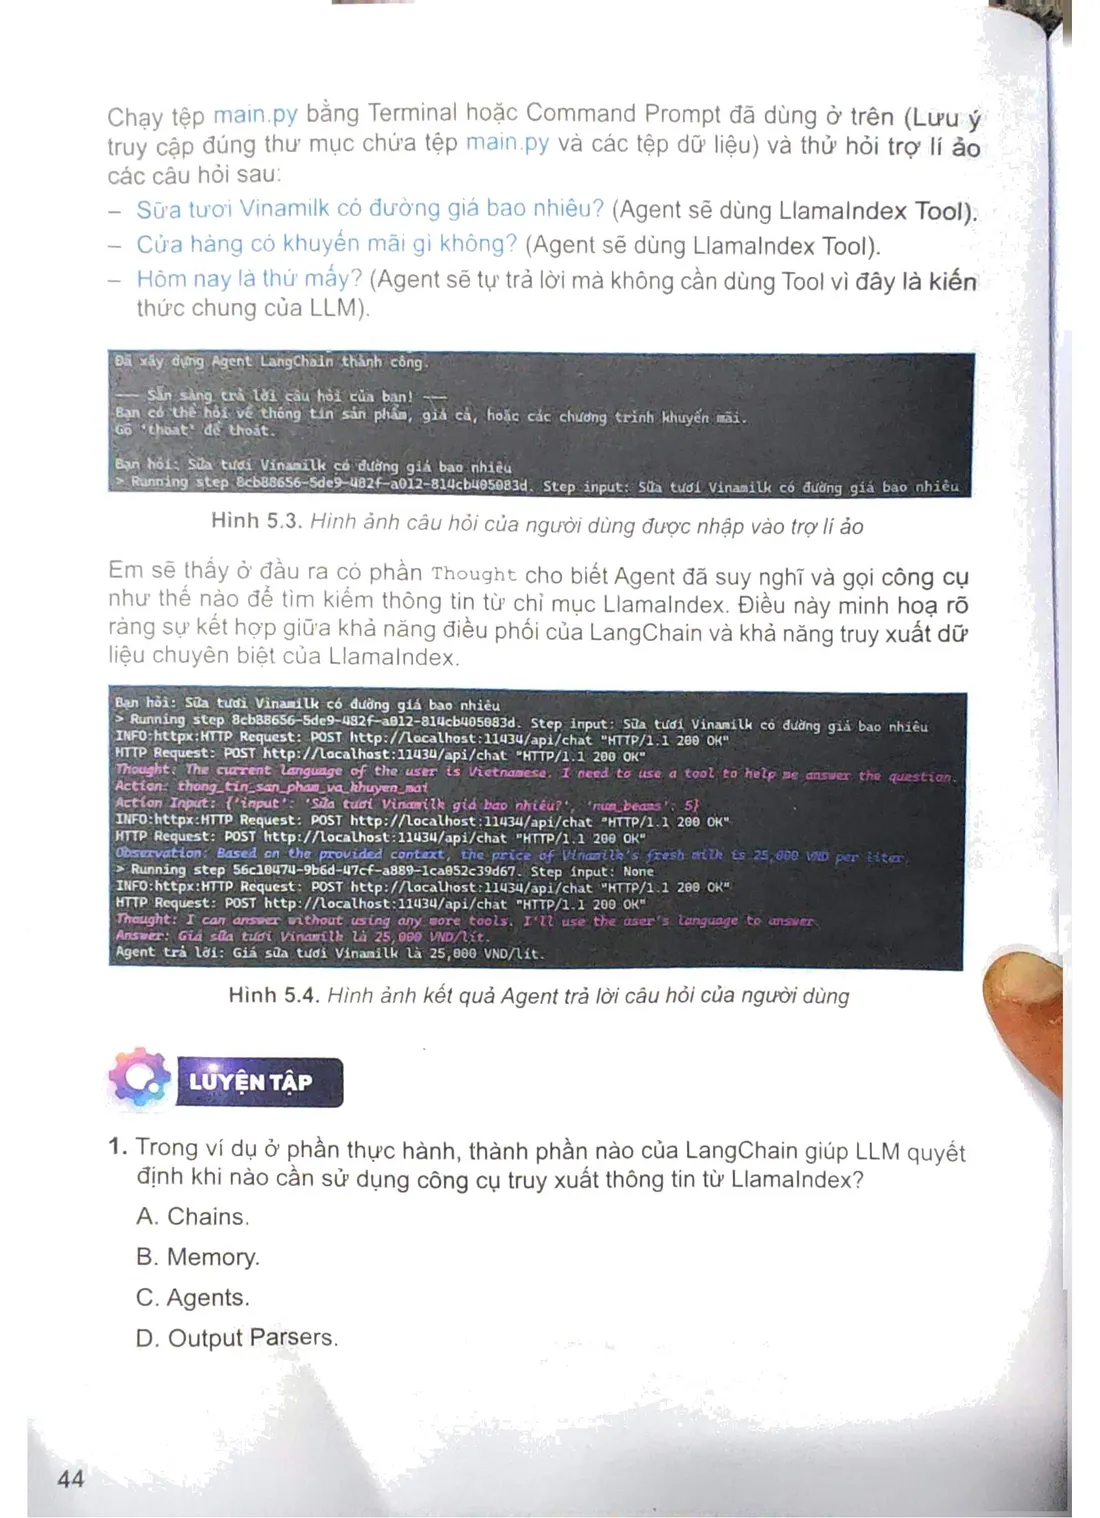 Chạy tệp main.py bằng Terminal hoặc Command Prompt đã dùng ở trên (Lưu ý
truy cập đúng thư mục chứa tệp main.py và các tệp dữ liệu) và thử hỏi trợ lí ảo
các câu hỏi sau:
– Sữa tươi Vinamilk có đường giá bao nhiêu? (Agent sẽ dùng LlamaIndex Tool).
– Cửa hàng có khuyến mãi gì không? (Agent sẽ dùng LlamaIndex Tool).
– Hôm nay là thứ mấy? (Agent sẽ tự trả lời mà không cần dùng Tool vì đây là kiến
thức chung của LLM).
Đã xây dựng Agent LangChain thành công.
--- Sẵn sàng trả lời câu hỏi của bạn! ---
Bạn có thể hỏi về thông tin sản phẩm, giá cả, hoặc các chương trình khuyến mãi.
Gõ 'thoat' để thoát.
Bạn hỏi: Sữa tươi Vinamilk có đường giá bao nhiêu
> Running step 8cb88656-5de9-482f-a012-814cb405083d. Step input: Sữa tươi Vinamilk có đường giá bao nhiêu
Hình 5.3. Hình ảnh câu hỏi của người dùng được nhập vào trợ lí ảo
Em sẽ thấy ở đầu ra có phần Thought cho biết Agent đã suy nghĩ và gọi công cụ
như thế nào để tìm kiếm thông tin từ chỉ mục LlamaIndex. Điều này minh hoạ rõ
ràng sự kết hợp giữa khả năng điều phối của LangChain và khả năng truy xuất dữ
liệu chuyên biệt của LlamaIndex.
Bạn hỏi: Sữa tươi Vinamilk có đường giá bao nhiêu
> Running step 8cb88656-5de9-482f-a012-814cb405083d. Step input: Sữa tươi Vinamilk có đường giá bao nhiêu
INFO:httpx:HTTP Request: POST http://localhost:11434/api/chat "HTTP/1.1 200 OK"
HTTP Request: POST http://localhost:11434/api/chat "HTTP/1.1 200 OK"
Thought: The current language of the user is Vietnamese. I need to use a tool to help me answer the question.
Action: thong_tin_san_pham_va_khuyen_mai
Action Input: {'input': 'Sữa tươi Vinamilk giá bao nhiêu?', 'num_beams': 5}
INFO:httpx:HTTP Request: POST http://localhost:11434/api/chat "HTTP/1.1 200 OK"
HTTP Request: POST http://localhost:11434/api/chat "HTTP/1.1 200 OK"
Observation: Based on the provided context, the price of Vinamilk's fresh milk is 25,000 VND per liter.
> Running step 56c10474-9b6d-47cf-a889-1ca052c39d67. Step input: None
INFO:httpx:HTTP Request: POST http://localhost:11434/api/chat "HTTP/1.1 200 OK"
HTTP Request: POST http://localhost:11434/api/chat "HTTP/1.1 200 OK"
Thought: I can answer without using any more tools. I'll use the user's language to answer.
Answer: Giá sữa tươi Vinamilk là 25,000 VND/lít.
Agent trả lời: Giá sữa tươi Vinamilk là 25,000 VND/lít.
Hình 5.4. Hình ảnh kết quả Agent trả lời câu hỏi của người dùng
LUYỆN TẬP
1. Trong ví dụ ở phần thực hành, thành phần nào của LangChain giúp LLM quyết
định khi nào cần sử dụng công cụ truy xuất thông tin từ LlamaIndex?
A. Chains.
B. Memory.
C. Agents.
D. Output Parsers.
44